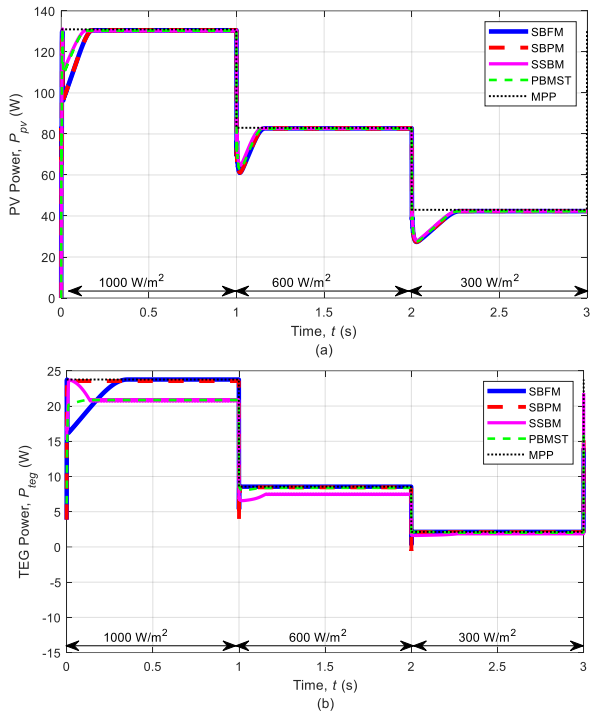 140
120
100
80
60
40
20
0
PV Power, P_pv (W)
SBFM
SBPM
SSBM
PBMST
MPP
1000 W/m²
600 W/m²
300 W/m²
0 0.5 1 1.5 2 2.5 3
Time, t (s)
(a)
25
20
15
10
5
0
-5
-10
-15
TEG Power, P_teg (W)
SBFM
SBPM
SSBM
PBMST
MPP
1000 W/m²
600 W/m²
300 W/m²
0 0.5 1 1.5 2 2.5 3
Time, t (s)
(b)